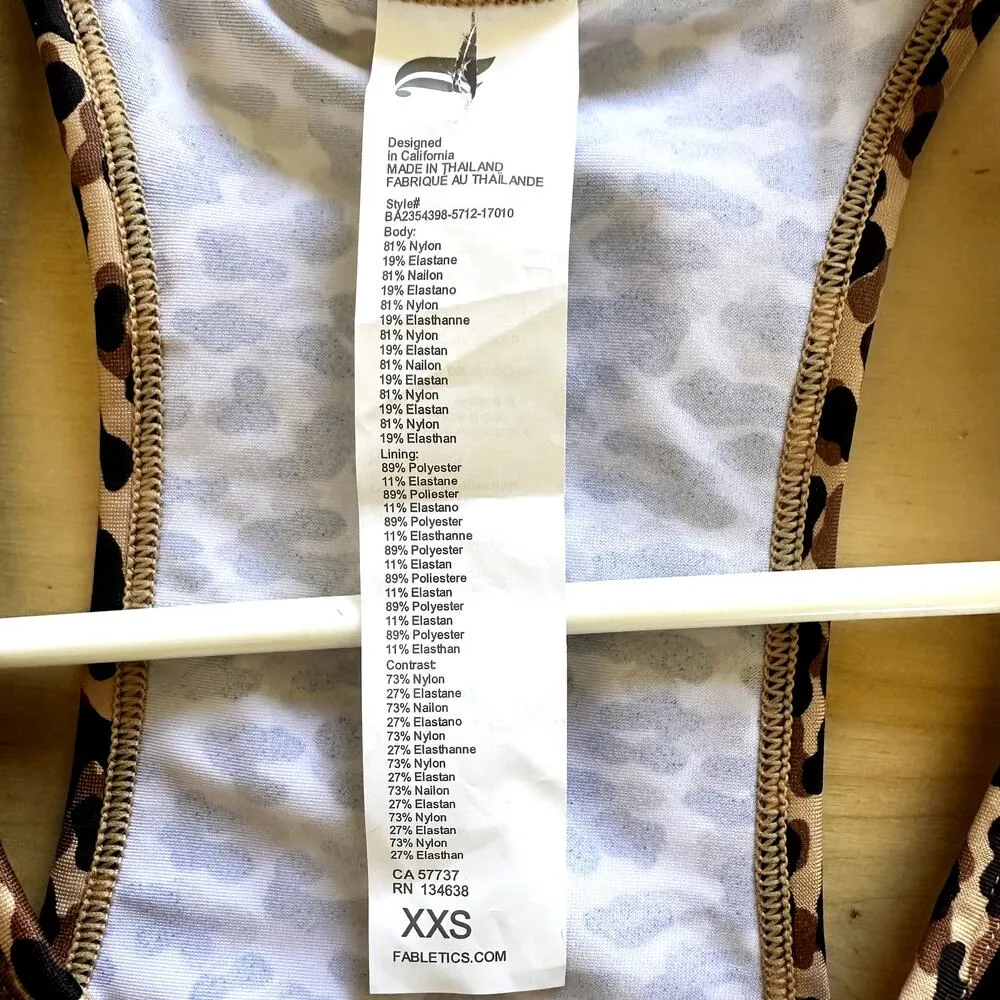 Designed
in California
MADE IN THAILAND
FABRIQUÉ AU THAÏLANDE
Style#
BA2354398-5712-17010
Body:
81% Nylon
19% Elastane
81% Nailon
19% Elastano
81% Nylon
19% Elasthanne
81% Nylon
19% Elastan
81% Nailon
19% Elastan
81% Nylon
19% Elastan
81% Nylon
19% Elasthan
Lining:
89% Polyester
11% Elastane
89% Poliester
11% Elastano
89% Polyester
11% Elasthanne
89% Polyester
11% Elastan
89% Poliestere
11% Elastan
89% Polyester
11% Elastan
89% Polyester
11% Elasthan
Contrast:
73% Nylon
27% Elastane
73% Nailon
27% Elastano
73% Nylon
27% Elasthanne
73% Nylon
27% Elastan
73% Nailon
27% Elastan
73% Nylon
27% Elastan
73% Nylon
27% Elasthan
CA 57737
RN 134638
XXS
FABLETICS.COM